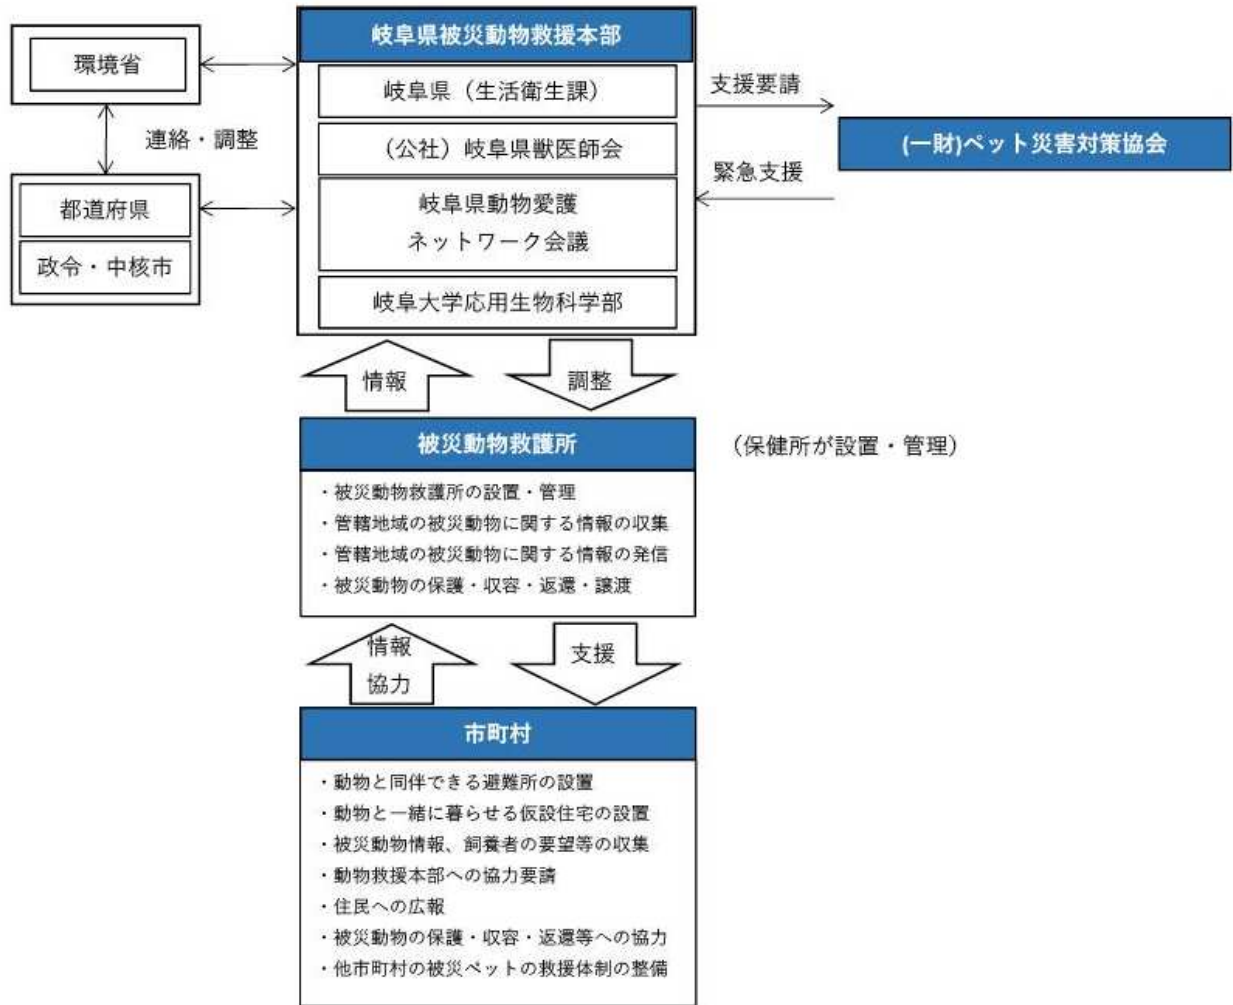 環境省
連絡・調整
都道府県
政令・中核市
岐阜県被災動物救援本部
岐阜県（生活衛生課）
（公社）岐阜県獣医師会
岐阜県動物愛護
ネットワーク会議
岐阜大学応用生物科学部
支援要請
(一財)ペット災害対策協会
緊急支援
情報
調整
被災動物救護所
（保健所が設置・管理）
・被災動物救護所の設置・管理
・管轄地域の被災動物に関する情報の収集
・管轄地域の被災動物に関する情報の発信
・被災動物の保護・収容・返還・譲渡
情報
協力
支援
市町村
・動物と同伴できる避難所の設置
・動物と一緒に暮らせる仮設住宅の設置
・被災動物情報、飼養者の要望等の収集
・動物救援本部への協力要請
・住民への広報
・被災動物の保護・収容・返還等への協力
・他市町村の被災ペットの救援体制の整備